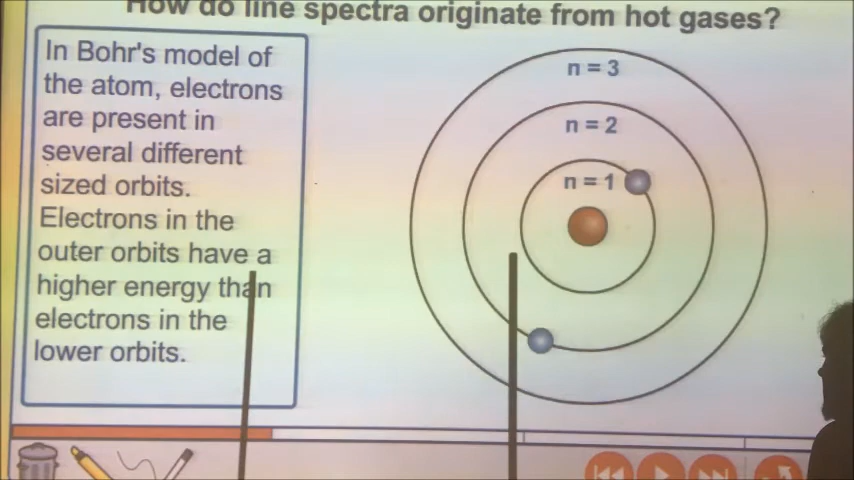 How do line spectra originate from hot gases?
In Bohr's model of
the atom, electrons
are present in
several different
sized orbits.
Electrons in the
outer orbits have a
higher energy than
electrons in the
lower orbits.
n = 3
n = 2
n = 1